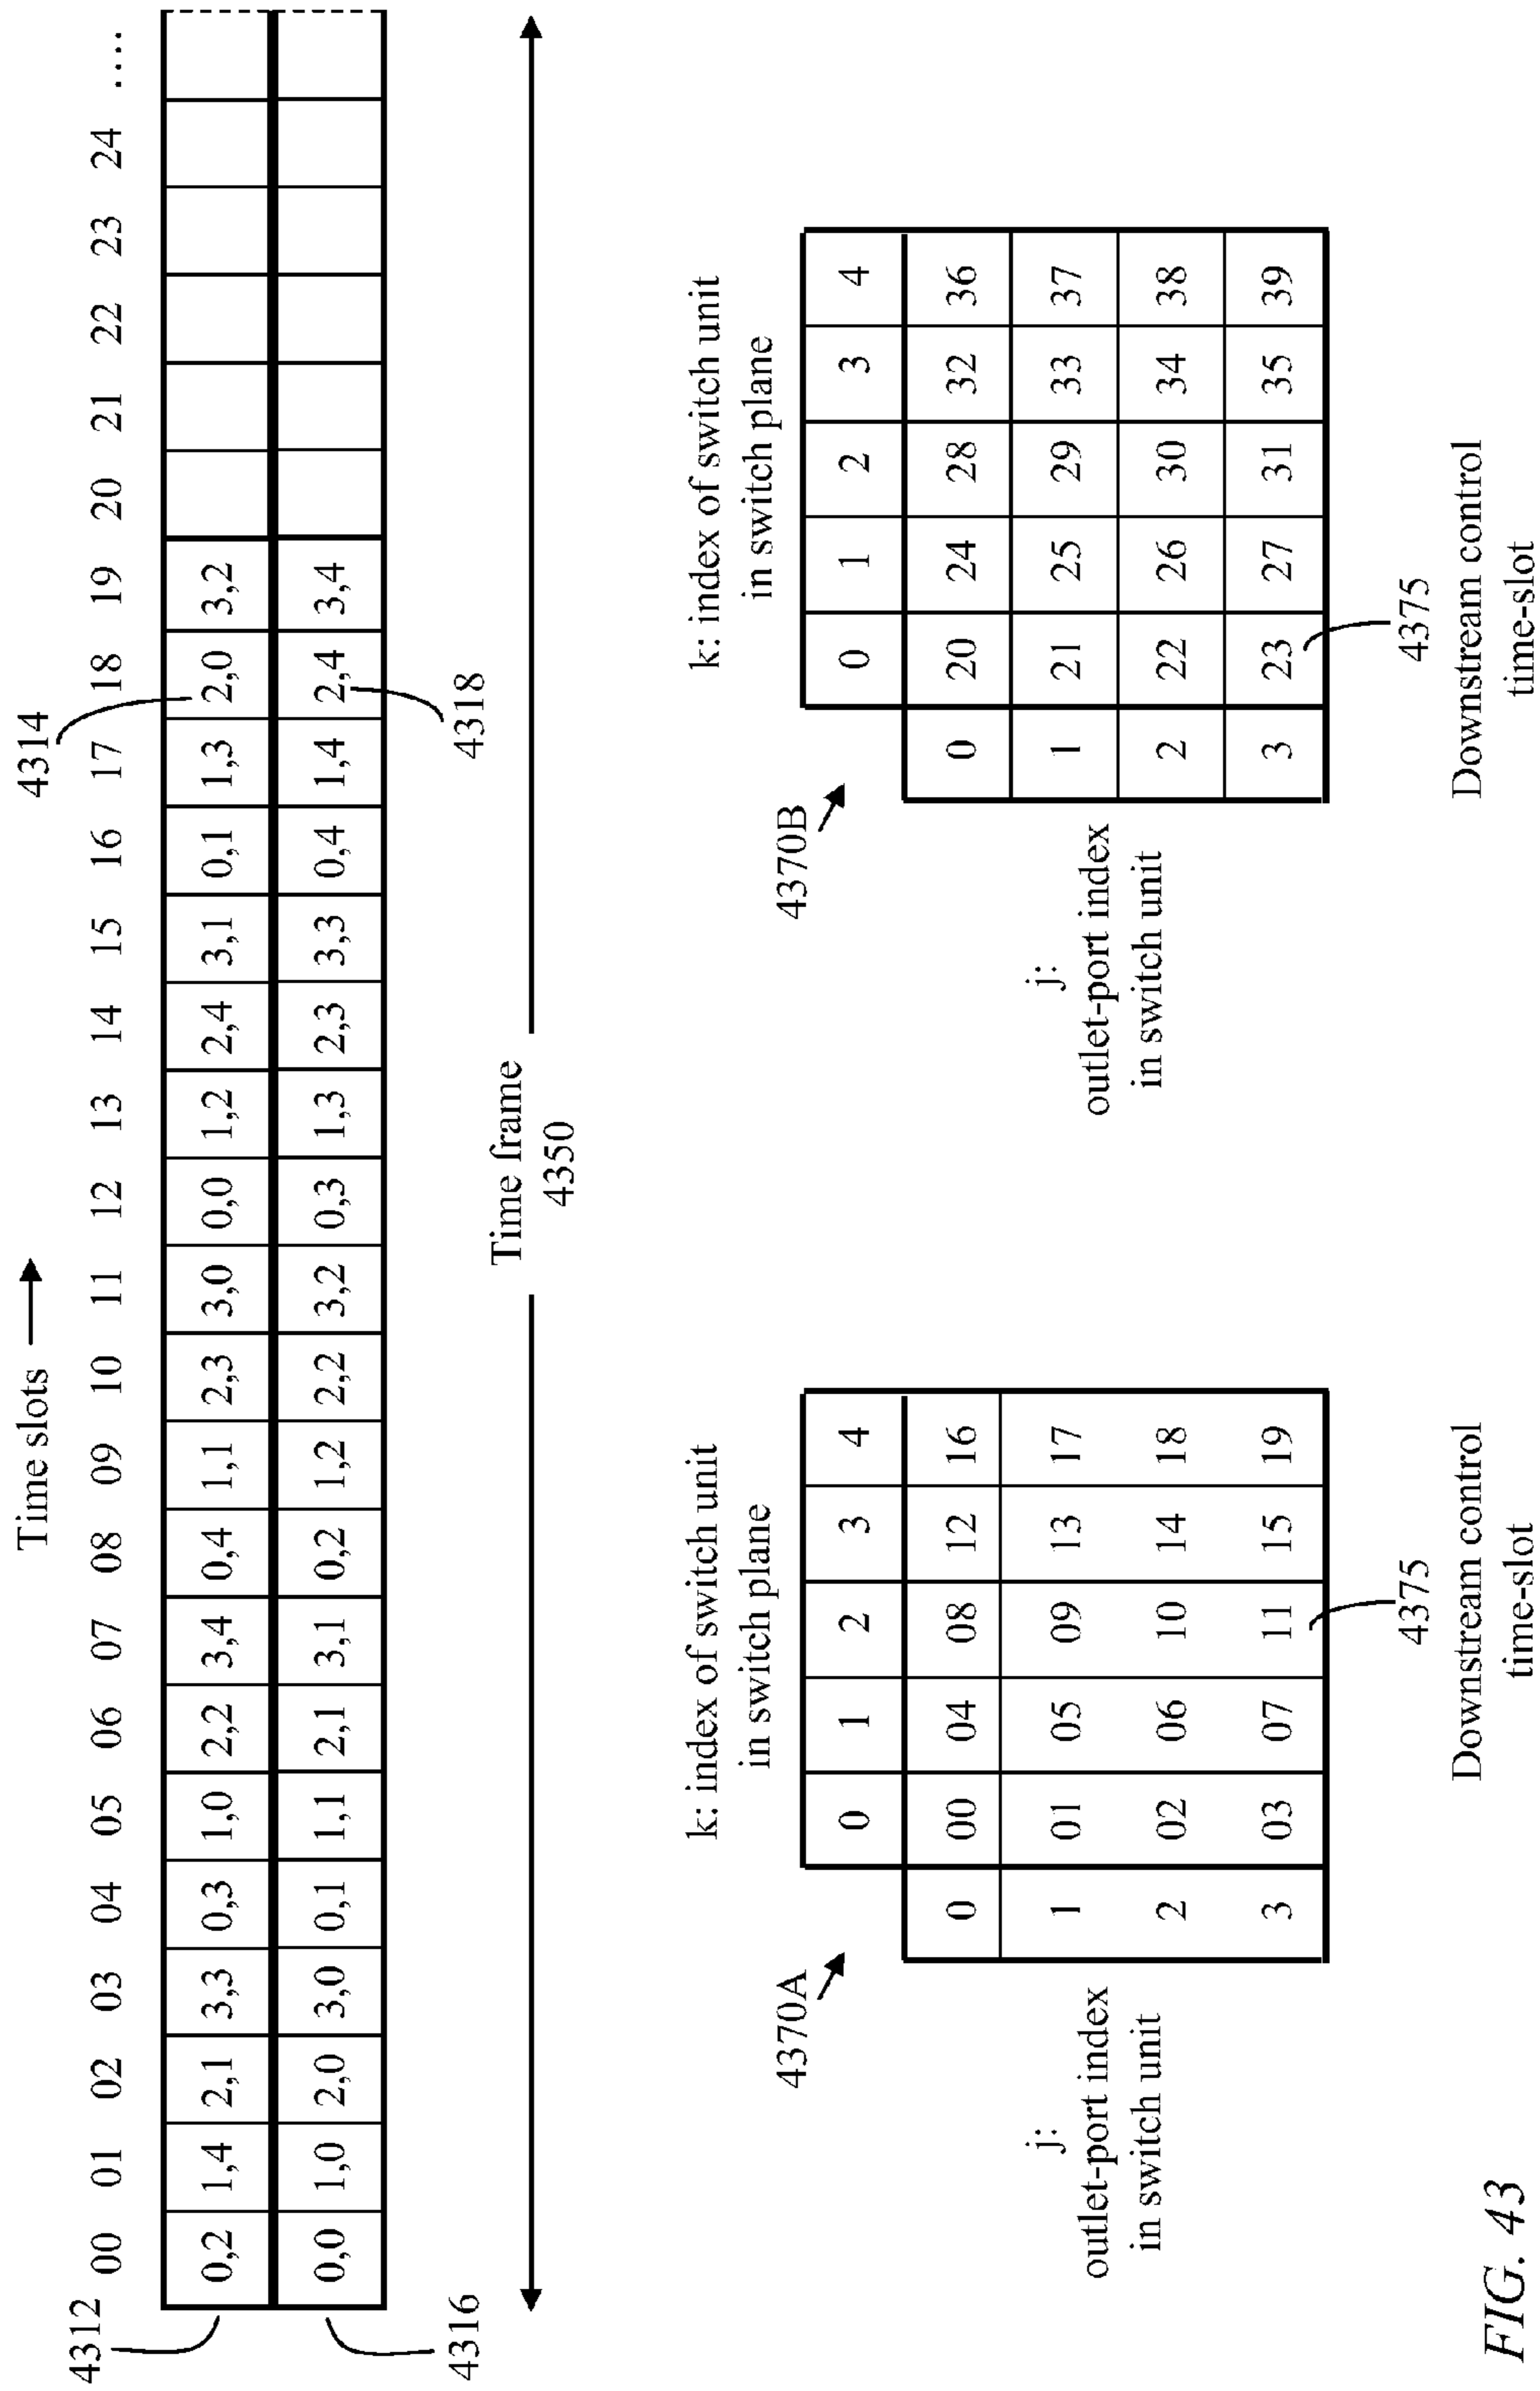 Time slots
00 01 02 03 04 05 06 07 08 09 10 11 12 13 14 15 16 17 18 19 20 21 22 23 24 ....
4312
0,2 1,4 2,1 3,3 0,3 1,0 2,2 3,4 0,4 1,1 2,3 3,0 0,0 1,2 2,4 3,1 0,1 1,3 2,0 3,2
4314
4316
0,0 1,0 2,0 3,0 0,1 1,1 2,1 3,1 0,2 1,2 2,2 3,2 0,3 1,3 2,3 3,3 0,4 1,4 2,4 3,4
4318
Time frame
4350
4370A
k: index of switch unit
in switch plane
0 1 2 3 4
j:
outlet-port index
in switch unit
0 00 04 08 12 16
1 01 05 09 13 17
2 02 06 10 14 18
3 03 07 11 15 19
4375
Downstream control
time-slot
4370B
k: index of switch unit
in switch plane
0 1 2 3 4
j:
outlet-port index
in switch unit
0 20 24 28 32 36
1 21 25 29 33 37
2 22 26 30 34 38
3 23 27 31 35 39
4375
Downstream control
time-slot
FIG. 43